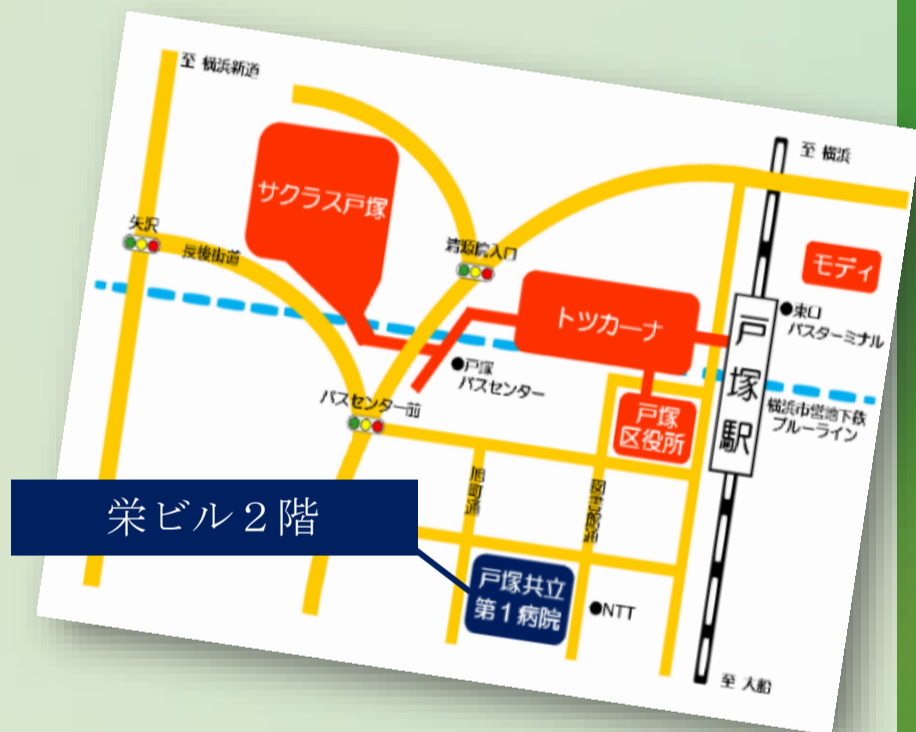 至 横浜新道
至 横浜
サクラス戸塚
矢沢
長後街道
清源院入口
モディ
トツカーナ
●東口
バスターミナル
戸塚駅
●戸塚
バスセンター
横浜市営地下鉄
ブルーライン
バスセンター前
戸塚
区役所
旭町通
栄ビル２階
戸塚共立
第１病院
●NTT
至 大船